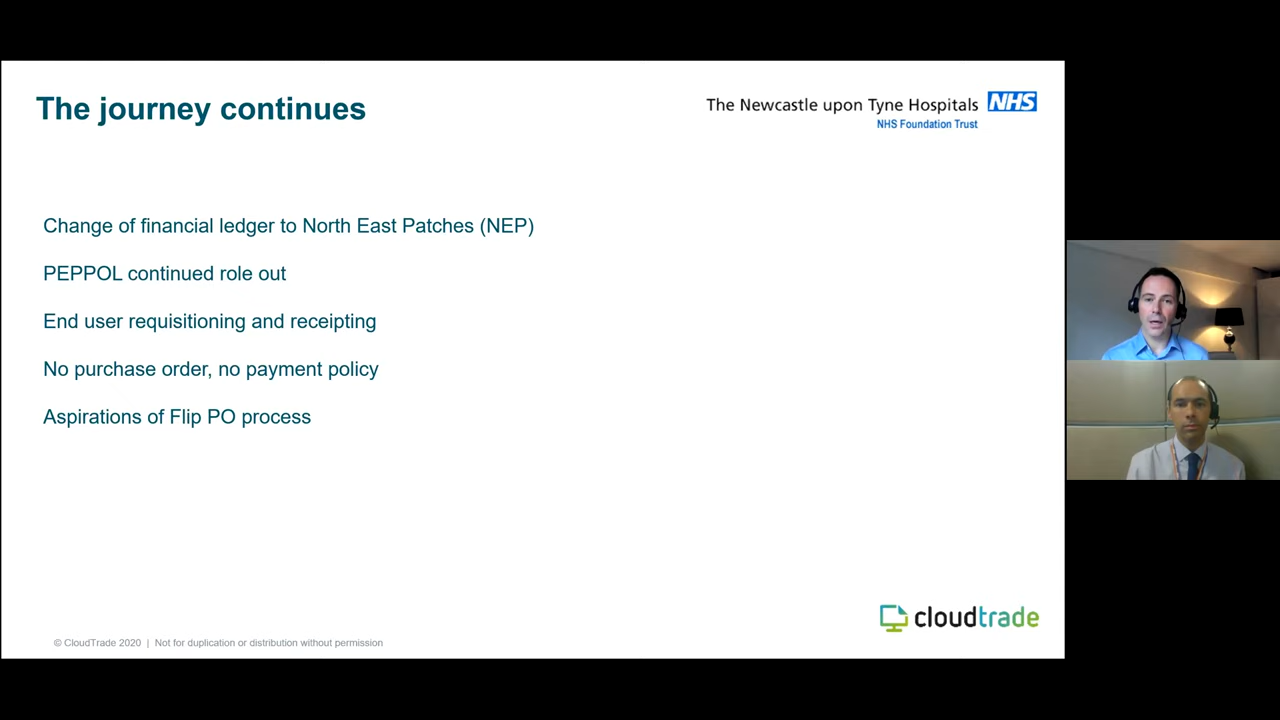 The journey continues
The Newcastle upon Tyne Hospitals NHS
NHS Foundation Trust
Change of financial ledger to North East Patches (NEP)
PEPPOL continued role out
End user requisitioning and receipting
No purchase order, no payment policy
Aspirations of Flip PO process
cloudtrade
© CloudTrade 2020 | Not for duplication or distribution without permission